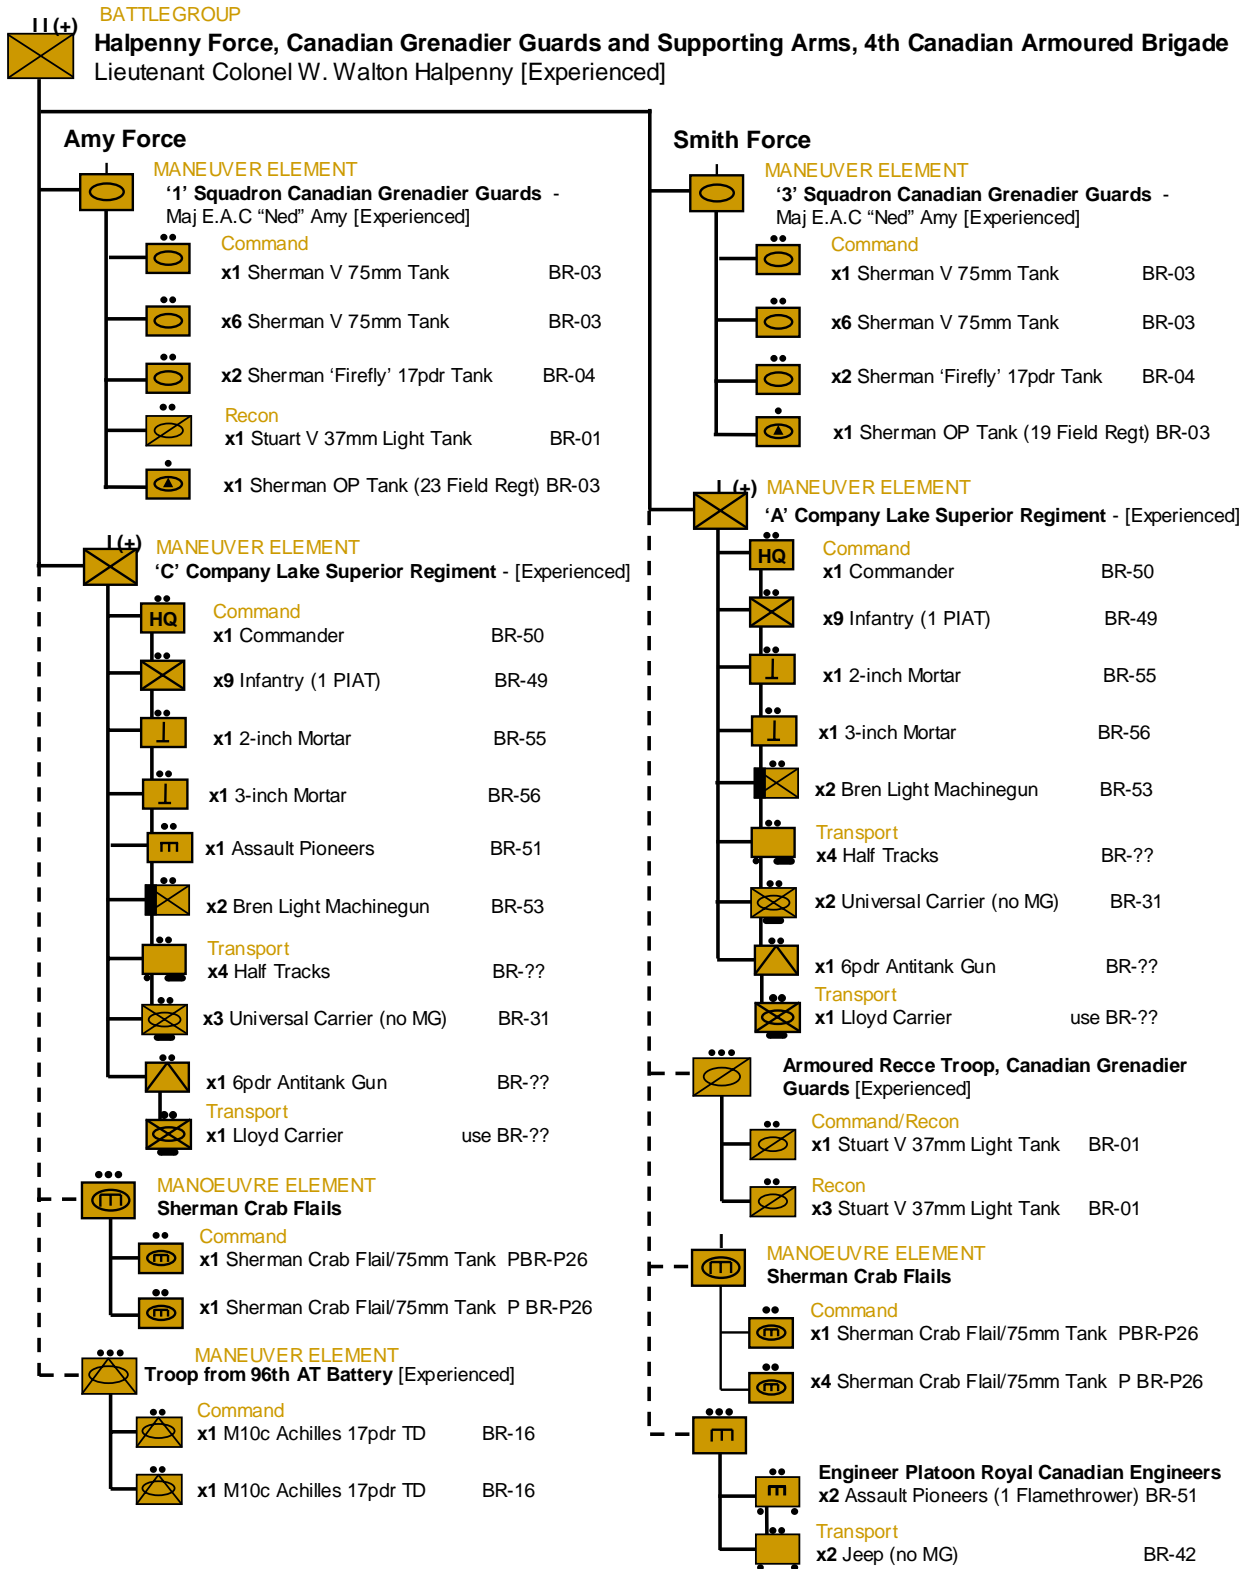 BATTLEGROUP
I I (+)
Halpenny Force, Canadian Grenadier Guards and Supporting Arms, 4th Canadian Armoured Brigade
Lieutenant Colonel W. Walton Halpenny [Experienced]
Amy Force
MANEUVER ELEMENT
‘1’ Squadron Canadian Grenadier Guards -
Maj E.A.C “Ned” Amy [Experienced]
Command
x1 Sherman V 75mm Tank BR-03
x6 Sherman V 75mm Tank BR-03
x2 Sherman ‘Firefly’ 17pdr Tank BR-04
Recon
x1 Stuart V 37mm Light Tank BR-01
x1 Sherman OP Tank (23 Field Regt) BR-03
I (+)
MANEUVER ELEMENT
‘C’ Company Lake Superior Regiment - [Experienced]
Command
HQ
x1 Commander BR-50
x9 Infantry (1 PIAT) BR-49
x1 2-inch Mortar BR-55
x1 3-inch Mortar BR-56
x1 Assault Pioneers BR-51
x2 Bren Light Machinegun BR-53
Transport
x4 Half Tracks BR-??
x3 Universal Carrier (no MG) BR-31
x1 6pdr Antitank Gun BR-??
Transport
x1 Lloyd Carrier use BR-??
MANOEUVRE ELEMENT
Sherman Crab Flails
Command
x1 Sherman Crab Flail/75mm Tank PBR-P26
x1 Sherman Crab Flail/75mm Tank P BR-P26
MANEUVER ELEMENT
Troop from 96th AT Battery [Experienced]
Command
x1 M10c Achilles 17pdr TD BR-16
x1 M10c Achilles 17pdr TD BR-16
Smith Force
MANEUVER ELEMENT
‘3’ Squadron Canadian Grenadier Guards -
Maj E.A.C “Ned” Amy [Experienced]
Command
x1 Sherman V 75mm Tank BR-03
x6 Sherman V 75mm Tank BR-03
x2 Sherman ‘Firefly’ 17pdr Tank BR-04
x1 Sherman OP Tank (19 Field Regt) BR-03
I (+)
MANEUVER ELEMENT
‘A’ Company Lake Superior Regiment - [Experienced]
Command
HQ
x1 Commander BR-50
x9 Infantry (1 PIAT) BR-49
x1 2-inch Mortar BR-55
x1 3-inch Mortar BR-56
x2 Bren Light Machinegun BR-53
Transport
x4 Half Tracks BR-??
x2 Universal Carrier (no MG) BR-31
x1 6pdr Antitank Gun BR-??
Transport
x1 Lloyd Carrier use BR-??
Armoured Recce Troop, Canadian Grenadier
Guards [Experienced]
Command/Recon
x1 Stuart V 37mm Light Tank BR-01
Recon
x3 Stuart V 37mm Light Tank BR-01
MANOEUVRE ELEMENT
Sherman Crab Flails
Command
x1 Sherman Crab Flail/75mm Tank PBR-P26
x4 Sherman Crab Flail/75mm Tank P BR-P26
Engineer Platoon Royal Canadian Engineers
x2 Assault Pioneers (1 Flamethrower) BR-51
Transport
x2 Jeep (no MG) BR-42